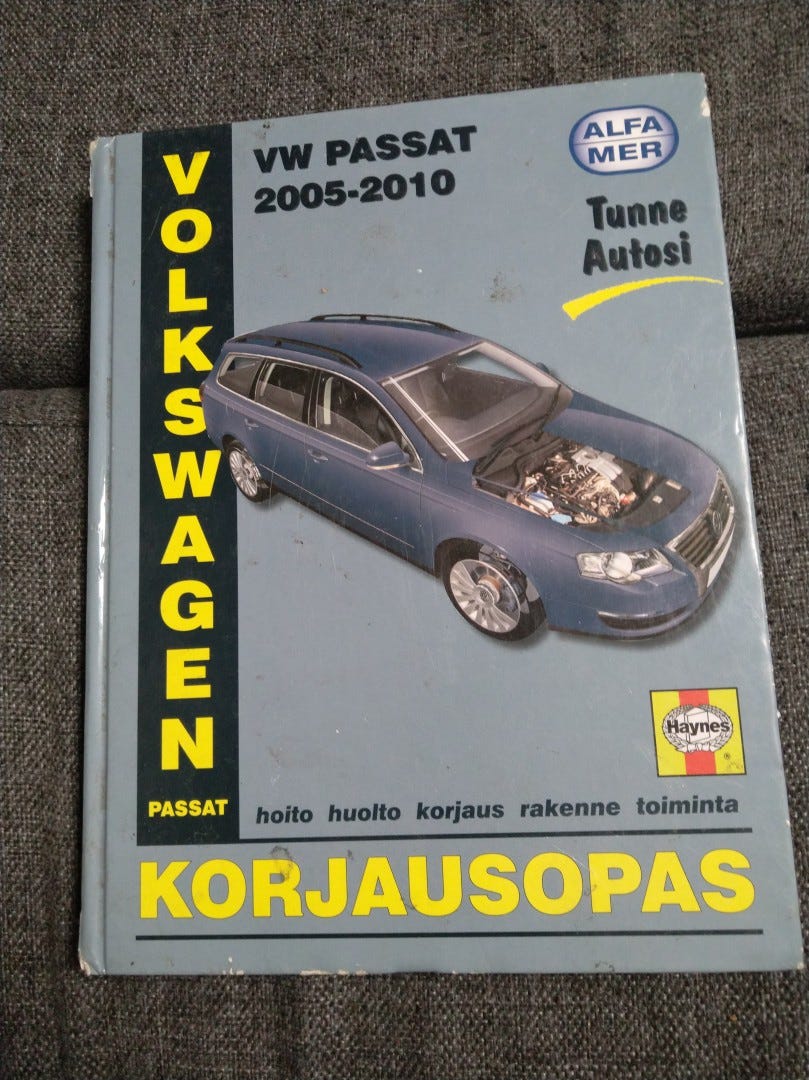 VOLKSWAGEN
PASSAT
VW PASSAT
2005-2010
ALFA
MER
Tunne
Autosi
Haynes
®
hoito huolto korjaus rakenne toiminta
KORJAUSOPAS